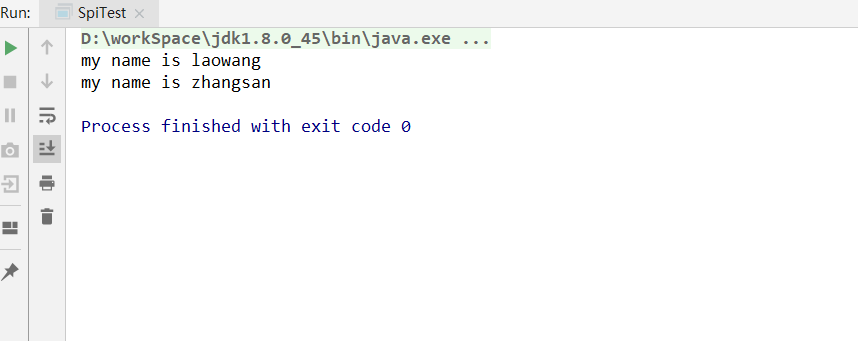 Run: SpiTest
D:\workSpace\jdk1.8.0_45\bin\java.exe ...
my name is laowang
my name is zhangsan
Process finished with exit code 0